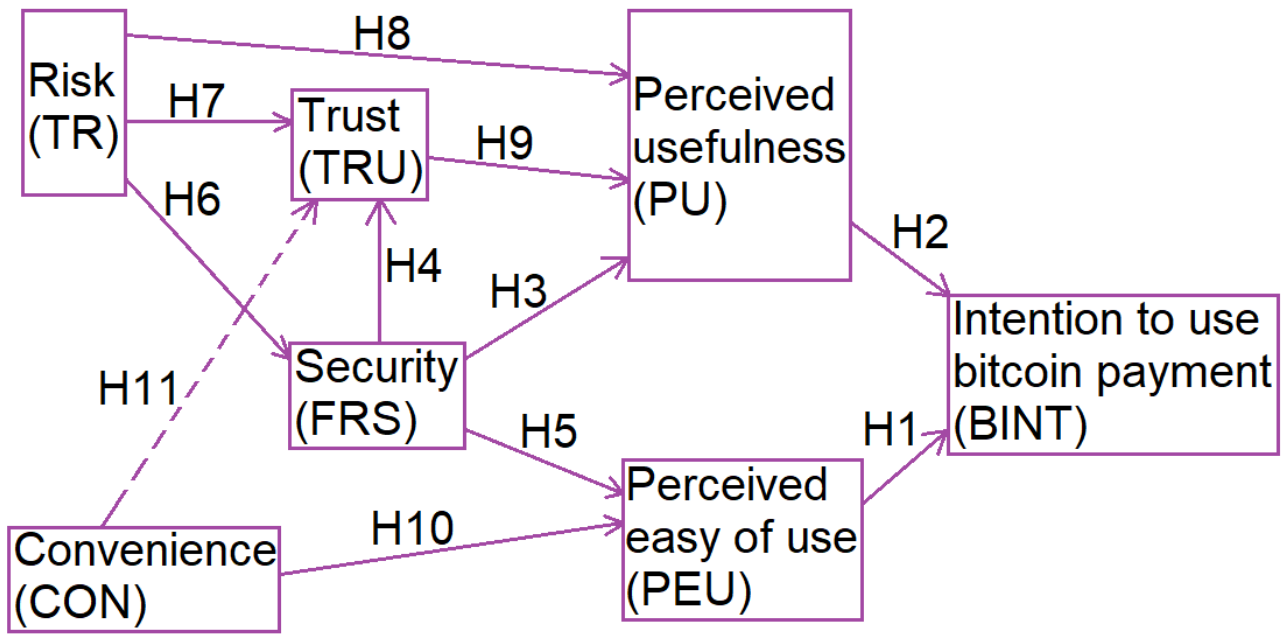 H8
Risk
(TR)
H7
Trust
(TRU)
H9
Perceived
usefulness
(PU)
H6
H4
H3
H2
Intention to use
bitcoin payment
(BINT)
Security
(FRS)
H11
H5
H1
Perceived
easy of use
(PEU)
H10
Convenience
(CON)